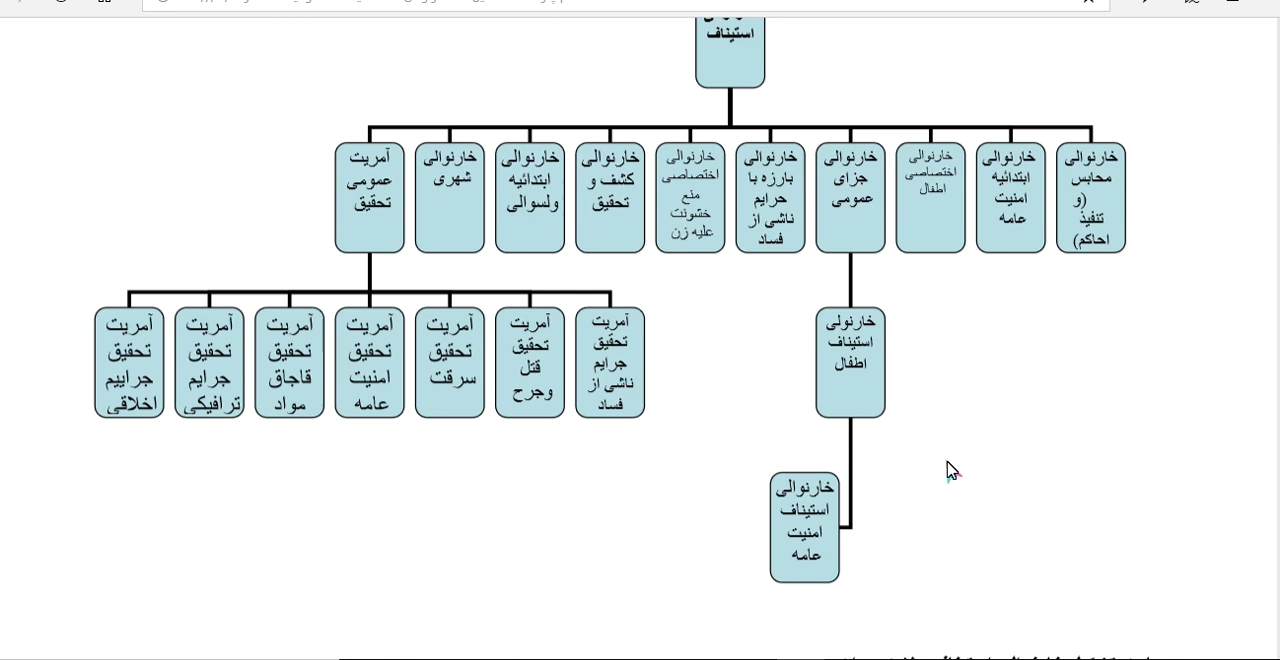 استیناف
خارنوالی
محابس
(و
تنفیذ
احاکم)
خارنوالی
ابتدائیه
امنیت
عامه
خارنوالی
اختصاصی
اطفال
خارنوالی
جزای
عمومی
خارنوالی
بارزه با
حرایم
ناشی از
فساد
خارنوالی
اختصاصی
منع
خشونت
علیه زن
خارنوالی
کشف و
تحقیق
خارنوالی
ابتدائیه
ولسوالی
خارنوالی
شهری
آمریت
عمومی
تحقیق
خارنولی
استیناف
اطفال
آمریت
تحقیق
جرایم
ناشی از
فساد
آمریت
تحقیق
قتل
وجرح
آمریت
تحقیق
سرقت
آمریت
تحقیق
امنیت
عامه
آمریت
تحقیق
قاجاق
مواد
آمریت
تحقیق
جرایم
ترافیکی
آمریت
تحقیق
جراییم
اخلاقی
خارنوالی
استیناف
امنیت
عامه